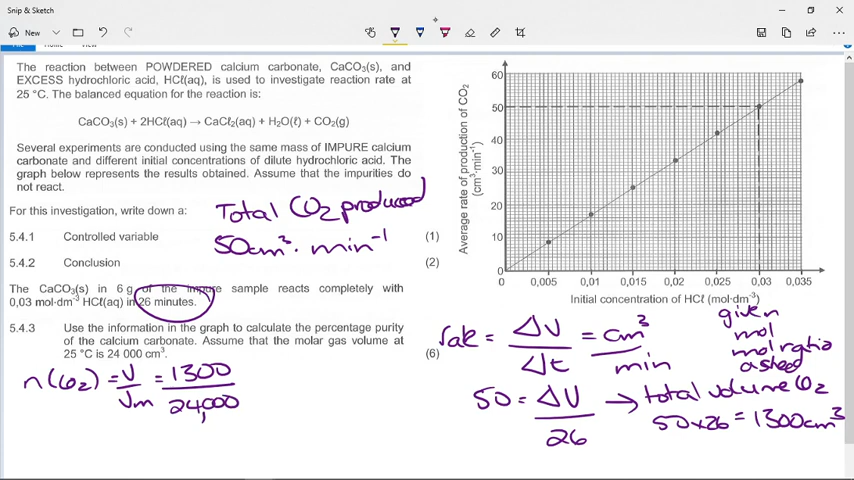 Snip & Sketch
New
Home
View
The reaction between POWDERED calcium carbonate, CaCO₃(s), and
EXCESS hydrochloric acid, HCℓ(aq), is used to investigate reaction rate at
25 °C. The balanced equation for the reaction is:
CaCO₃(s) + 2HCℓ(aq) → CaCℓ₂(aq) + H₂O(ℓ) + CO₂(g)
Several experiments are conducted using the same mass of IMPURE calcium
carbonate and different initial concentrations of dilute hydrochloric acid. The
graph below represents the results obtained. Assume that the impurities do
not react.
For this investigation, write down a:
Total CO₂ produced
5.4.1 Controlled variable (1)
50cm³. min⁻¹
5.4.2 Conclusion (2)
The CaCO₃(s) in 6 g of the impure sample reacts completely with
0,03 mol·dm⁻³ HCℓ(aq) in 26 minutes.
5.4.3 Use the information in the graph to calculate the percentage purity
of the calcium carbonate. Assume that the molar gas volume at
25 °C is 24 000 cm³. (6)
n(CO₂) = V/Vm = 1300/24,000
Average rate of production of CO₂
(cm³·min⁻¹)
60
50
40
30
20
10
0
0,005 0,01 0,015 0,02 0,025 0,03 0,035
Initial concentration of HCℓ (mol·dm⁻³)
rate = ΔV/Δt = cm³/min
given
mol
mol ratio
asked
50 = ΔV/26 → total volume CO₂
50x26 = 1300cm³